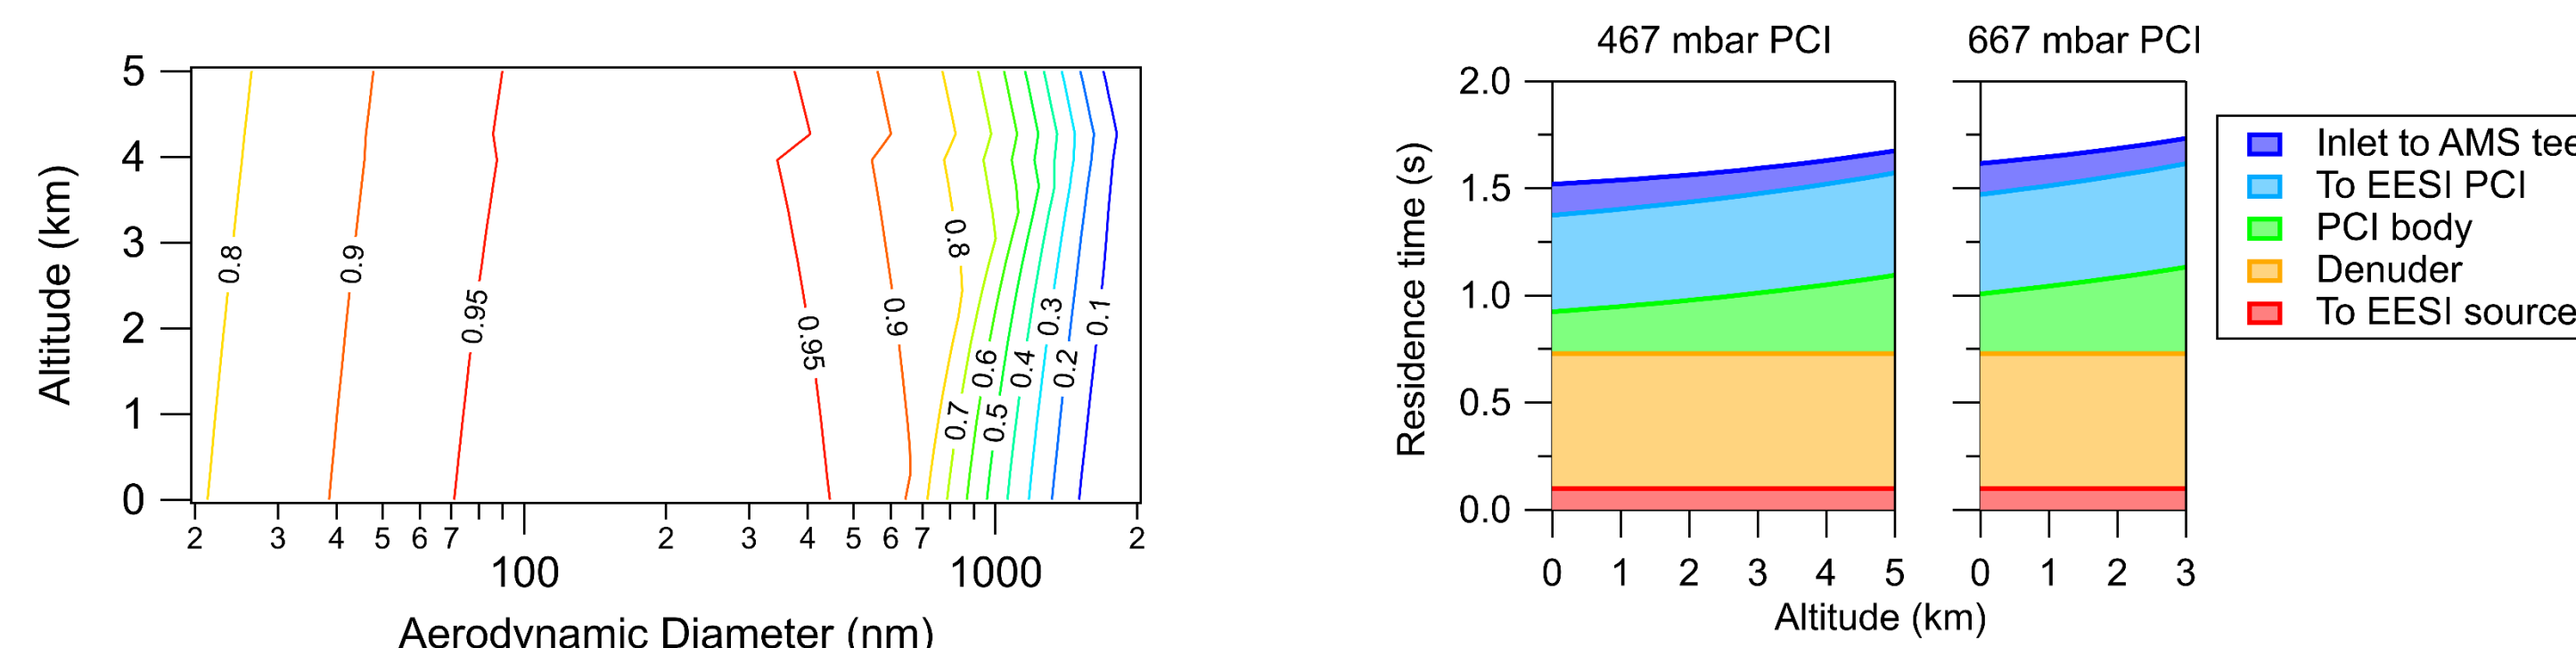 5
4
3
2
1
0
Altitude (km)
0.8
0.9
0.95
0.95
0.9
0.8
0.7
0.6
0.5
0.4
0.3
0.2
0.1
2 3 4 5 6 7 2 3 4 5 6 7 2
100 1000
Aerodynamic Diameter (nm)
467 mbar PCI 667 mbar PCI
2.0
1.5
1.0
0.5
0.0
Residence time (s)
0 1 2 3 4 5 0 1 2 3
Altitude (km)
Inlet to AMS tee
To EESI PCI
PCI body
Denuder
To EESI source